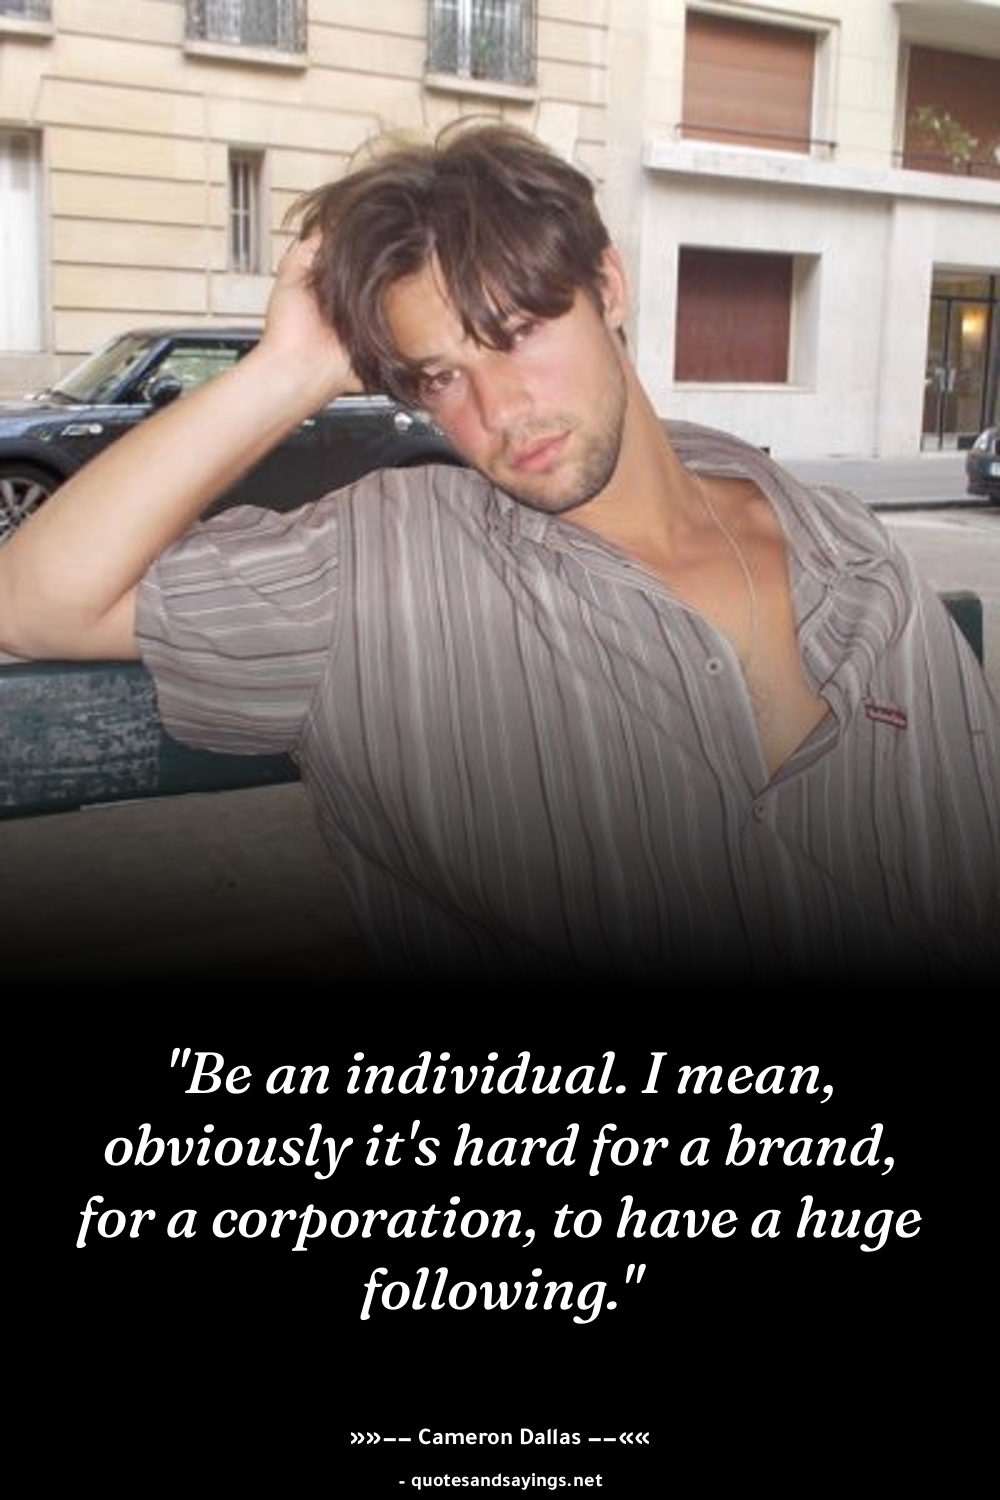 "Be an individual. I mean,
obviously it's hard for a brand,
for a corporation, to have a huge
following."
»»−− Cameron Dallas −−««
- quotesandsayings.net